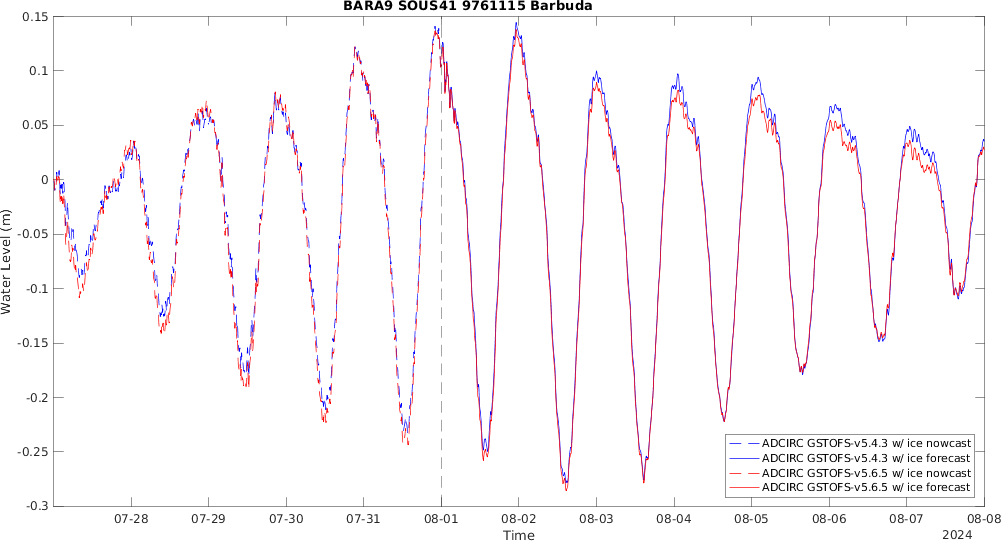 BARA9 SOUS41 9761115 Barbuda
0.15
0.1
0.05
0
-0.05
-0.1
-0.15
-0.2
-0.25
-0.3
Water Level (m)
ADCIRC GSTOFS-v5.4.3 w/ ice nowcast
ADCIRC GSTOFS-v5.4.3 w/ ice forecast
ADCIRC GSTOFS-v5.6.5 w/ ice nowcast
ADCIRC GSTOFS-v5.6.5 w/ ice forecast
07-28 07-29 07-30 07-31 08-01 08-02 08-03 08-04 08-05 08-06 08-07 08-08
Time
2024